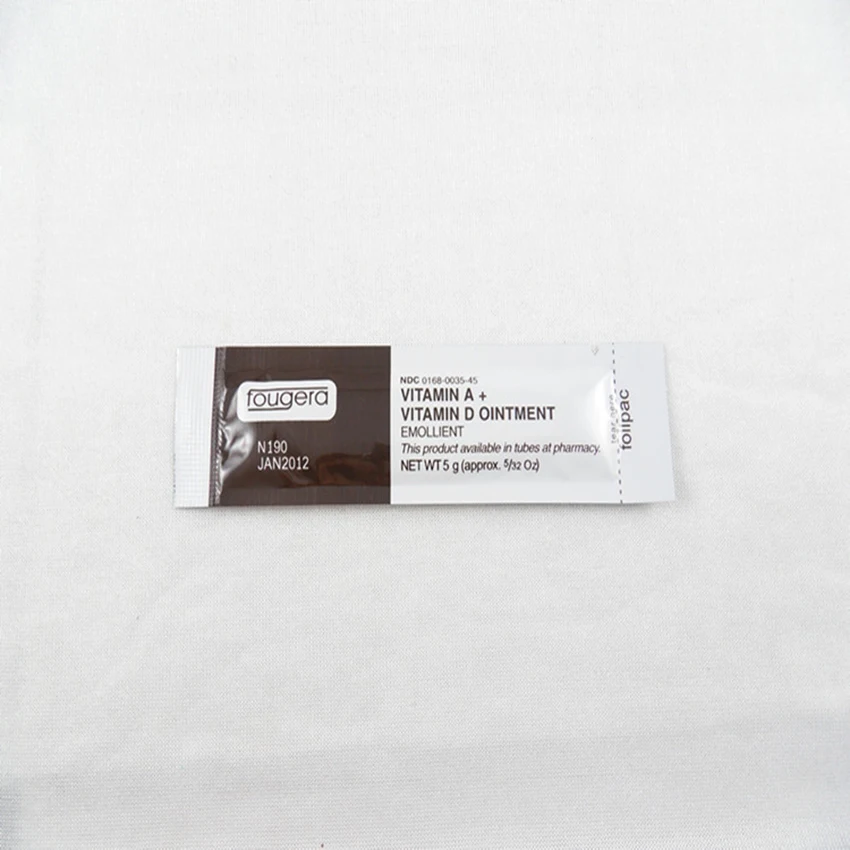 fougera
N190
JAN2012
NDC 0168-0035-45
VITAMIN A +
VITAMIN D OINTMENT
EMOLLIENT
This product available in tubes at pharmacy.
NET WT 5 g (approx. 5/32 Oz)
tear here
foilpac